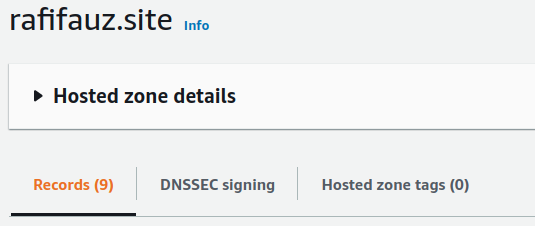 rafifauz.site Info
Hosted zone details
Records (9) DNSSEC signing Hosted zone tags (0)